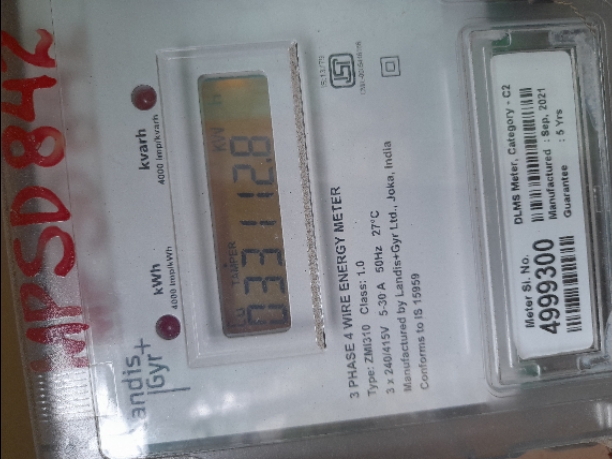 MPSD 842
Landis
Gyr+
kWh
4000 Imp/kWh
kvarh
4000 Imp/kvarh
TAMPER
03311128
KW h
3 PHASE 4 WIRE ENERGY METER
Type: ZMI310 Class: 1.0
3 x 240/415V 5-30 A 50Hz 27°C
Manufactured by Landis+Gyr Ltd., Joka, India
Conforms to IS 15959
Meter Sl. No.
4999300
DLMS Meter, Category - C2
Manufactured : Sep, 2021
Guarantee : 5 Yrs